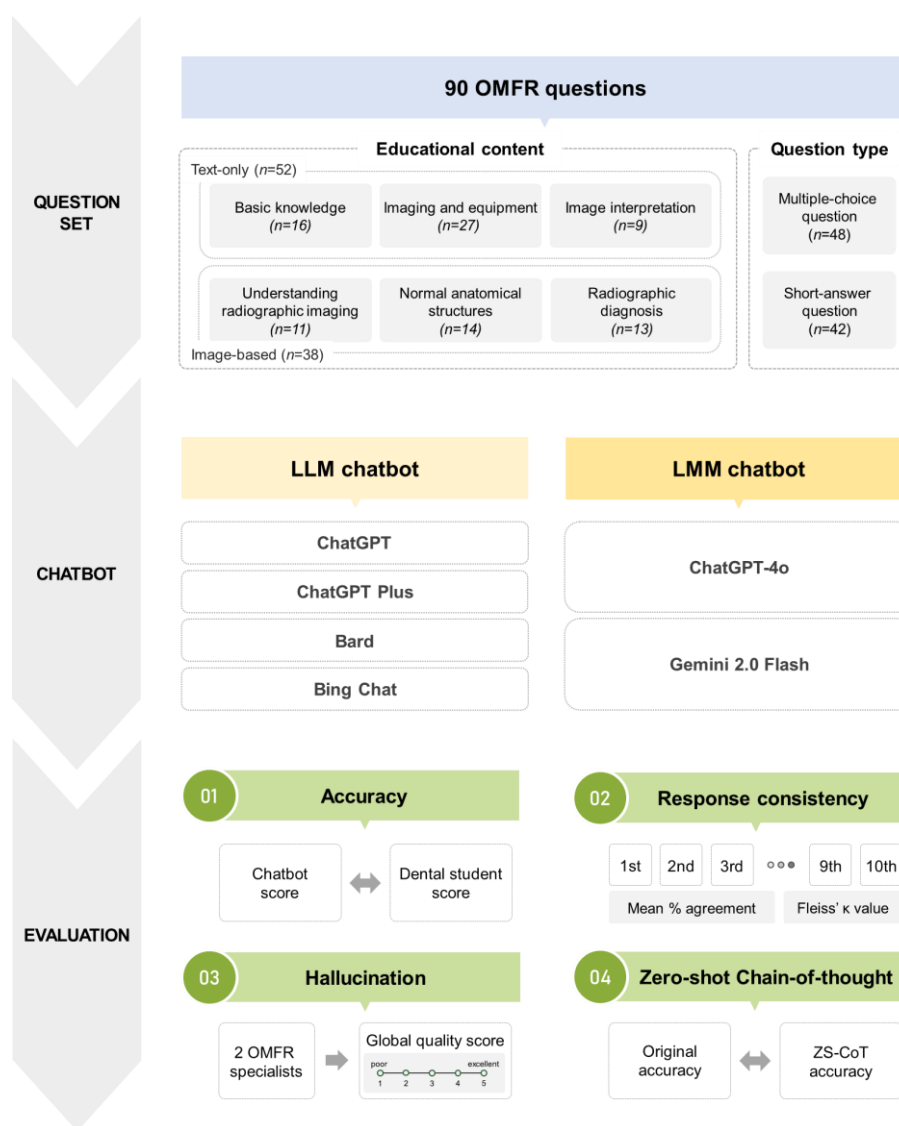 QUESTION
SET
90 OMFR questions
Educational content
Text-only (n=52)
Basic knowledge
(n=16)
Imaging and equipment
(n=27)
Image interpretation
(n=9)
Understanding
radiographic imaging
(n=11)
Normal anatomical
structures
(n=14)
Radiographic
diagnosis
(n=13)
Image-based (n=38)
Question type
Multiple-choice
question
(n=48)
Short-answer
question
(n=42)
CHATBOT
LLM chatbot
ChatGPT
ChatGPT Plus
Bard
Bing Chat
LMM chatbot
ChatGPT-4o
Gemini 2.0 Flash
EVALUATION
01
Accuracy
Chatbot
score
Dental student
score
02
Response consistency
1st
2nd
3rd
9th
10th
Mean % agreement
Fleiss’ κ value
03
Hallucination
2 OMFR
specialists
Global quality score
poor
excellent
1 2 3 4 5
04
Zero-shot Chain-of-thought
Original
accuracy
ZS-CoT
accuracy